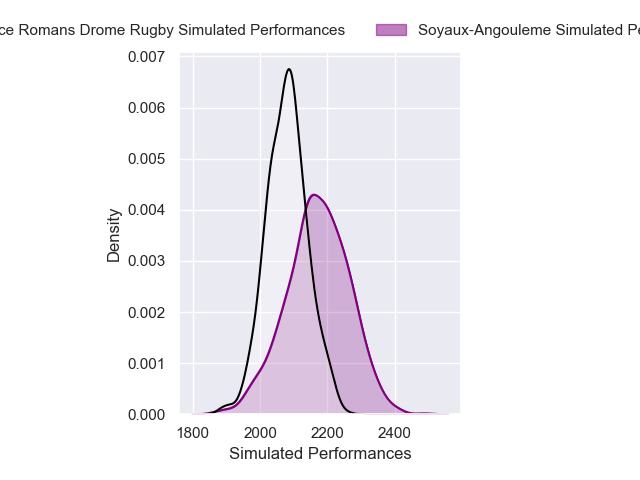 ce Romans Drome Rugby Simulated Performances Soyaux-Angouleme Simulated Pe
0.007
0.006
0.005
0.004
0.003
0.002
0.001
0.000
Density
1800 2000 2200 2400
Simulated Performances